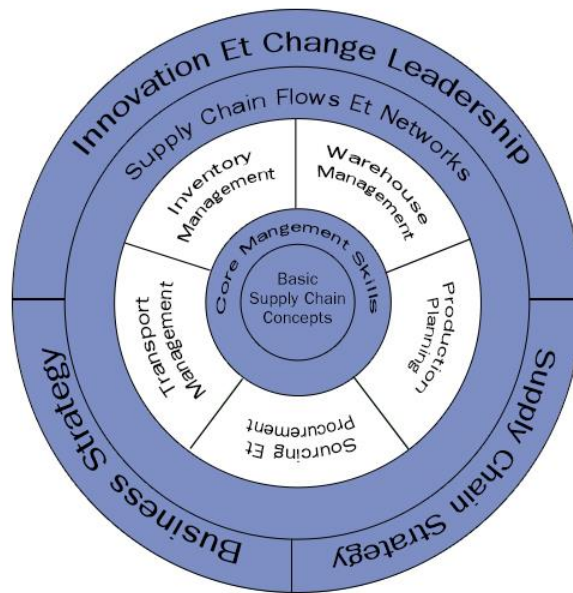 Innovation Et Change Leadership
Supply Chain Flows Et Networks
Inventory
Management
Warehouse
Management
Core Mangement Skills
Basic
Supply Chain
Concepts
Transport
Management
Production
Planning
Sourcing Et
Procurement
Business Strategy
Supply Chain Strategy